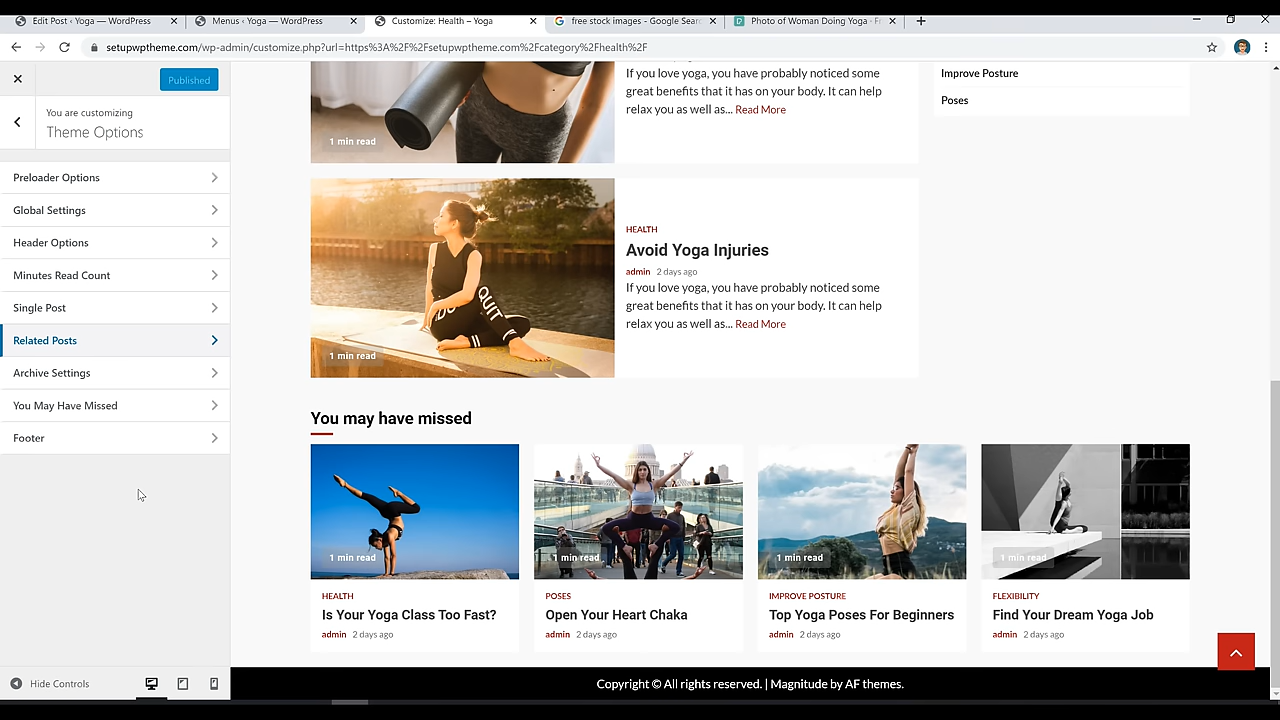 Edit Post ‹ Yoga — WordPress
Menus ‹ Yoga — WordPress
Customize: Health – Yoga
free stock images - Google Searc
Photo of Woman Doing Yoga · Fr
setupwptheme.com/wp-admin/customize.php?url=https%3A%2F%2Fsetupwptheme.com%2Fcategory%2Fhealth%2F
Published
You are customizing
Theme Options
Preloader Options
Global Settings
Header Options
Minutes Read Count
Single Post
Related Posts
Archive Settings
You May Have Missed
Footer
Hide Controls
1 min read
If you love yoga, you have probably noticed some
great benefits that it has on your body. It can help
relax you as well as... Read More
Improve Posture
Poses
QUIT
1 min read
HEALTH
Avoid Yoga Injuries
admin 2 days ago
If you love yoga, you have probably noticed some
great benefits that it has on your body. It can help
relax you as well as... Read More
You may have missed
1 min read
HEALTH
Is Your Yoga Class Too Fast?
admin 2 days ago
1 min read
POSES
Open Your Heart Chaka
admin 2 days ago
1 min read
IMPROVE POSTURE
Top Yoga Poses For Beginners
admin 2 days ago
1 min read
FLEXIBILITY
Find Your Dream Yoga Job
admin 2 days ago
Copyright © All rights reserved. | Magnitude by AF themes.